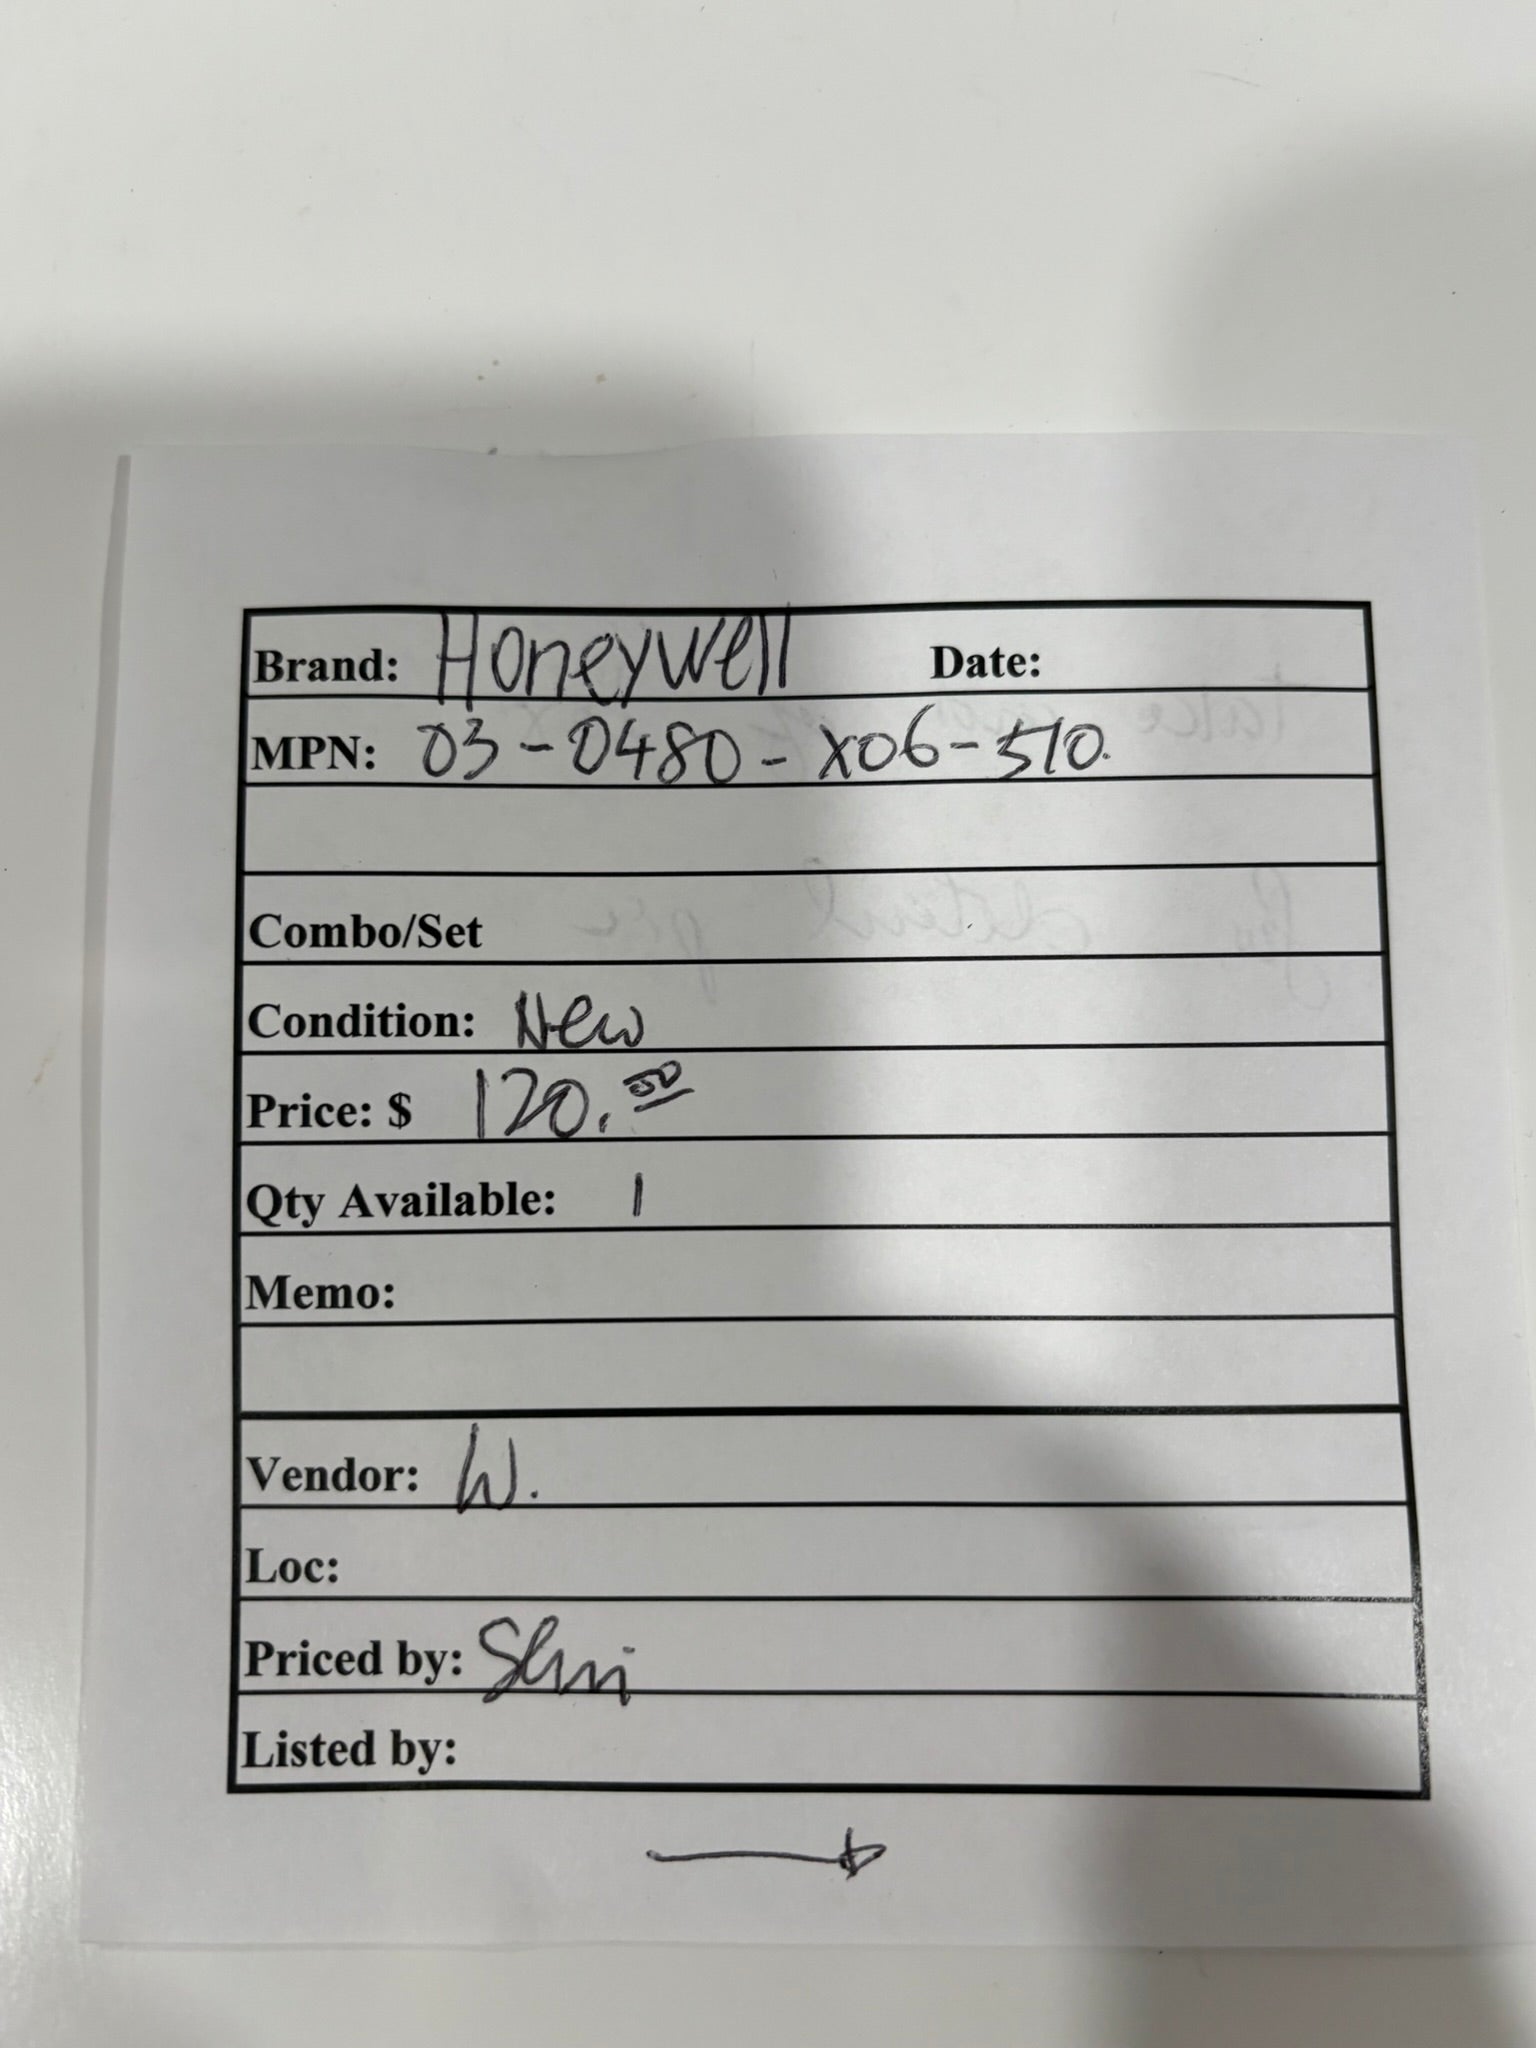 Brand: Honeywell Date:
MPN: 03-0480-X06-510.
Combo/Set
Condition: New
Price: $ 120.00
Qty Available: 1
Memo:
Vendor: W.
Loc:
Priced by:
Listed by: